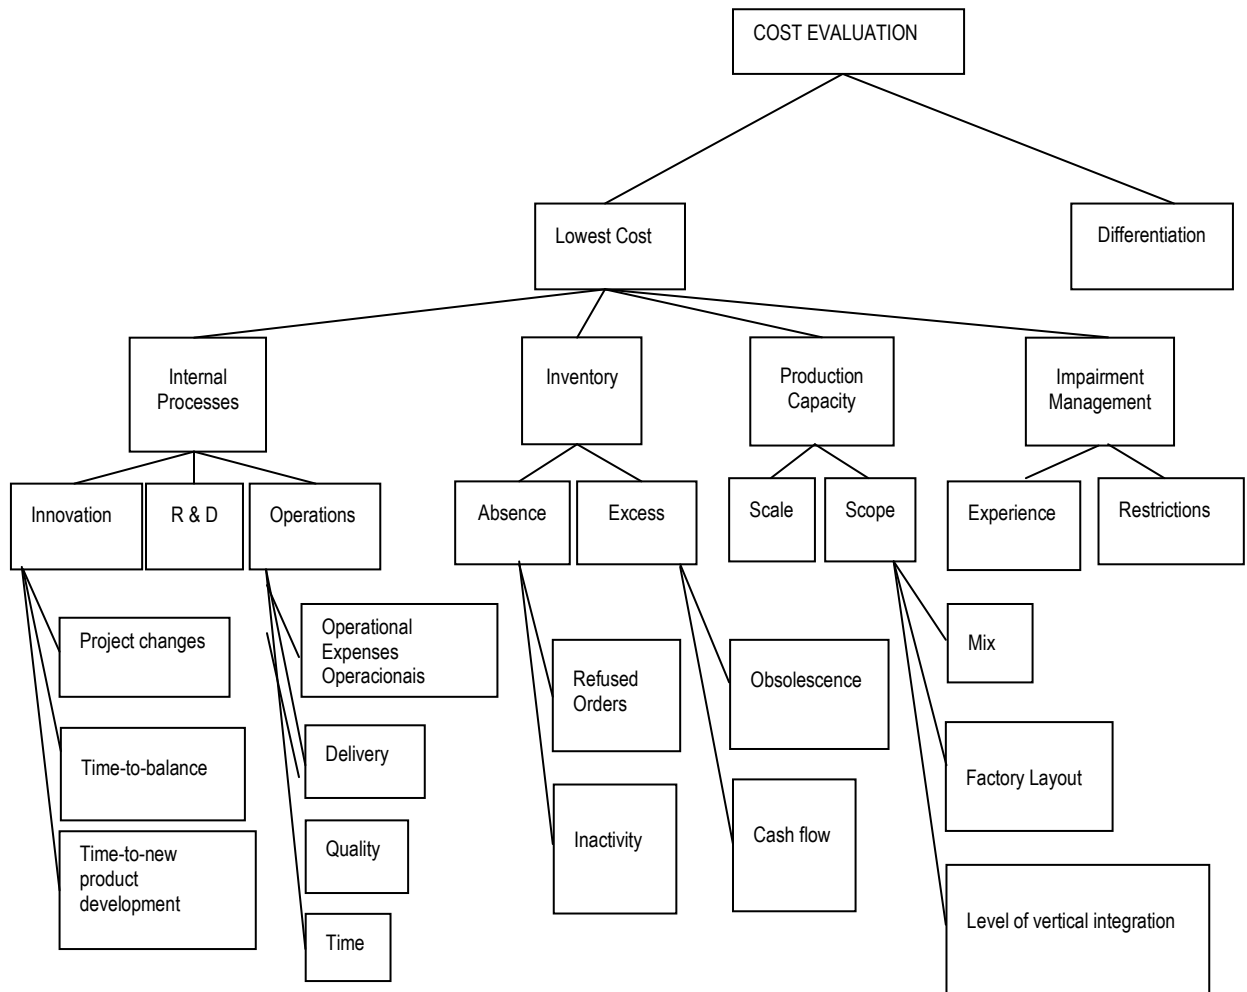 COST EVALUATION
Lowest Cost
Differentiation
Internal
Processes
Inventory
Production
Capacity
Impairment
Management
Innovation
R & D
Operations
Absence
Excess
Scale
Scope
Experience
Restrictions
Project changes
Time-to-balance
Time-to-new
product
development
Operational
Expenses
Operacionais
Delivery
Quality
Time
Refused
Orders
Inactivity
Obsolescence
Cash flow
Mix
Factory Layout
Level of vertical integration